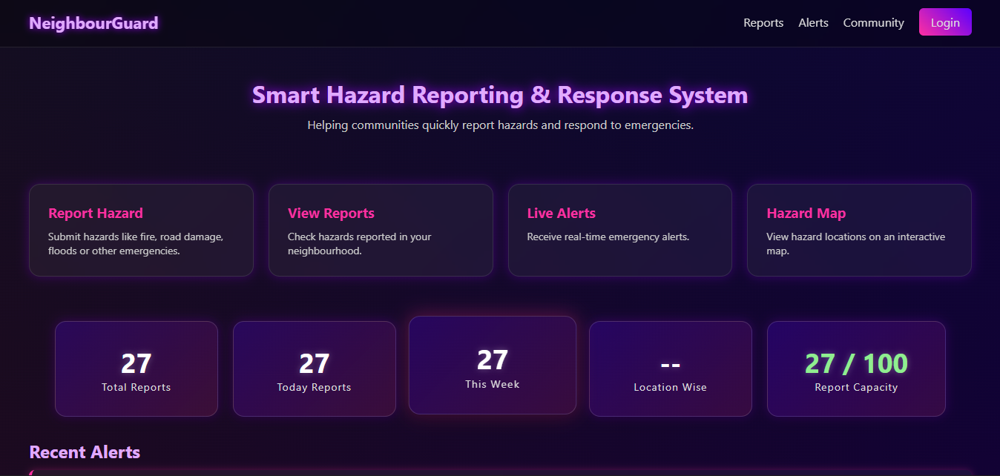 NeighbourGuard
Reports Alerts Community Login
Smart Hazard Reporting & Response System
Helping communities quickly report hazards and respond to emergencies.
Report Hazard
Submit hazards like fire, road damage,
floods or other emergencies.
View Reports
Check hazards reported in your
neighbourhood.
Live Alerts
Receive real-time emergency alerts.
Hazard Map
View hazard locations on an interactive
map.
27
Total Reports
27
Today Reports
27
This Week
--
Location Wise
27 / 100
Report Capacity
Recent Alerts